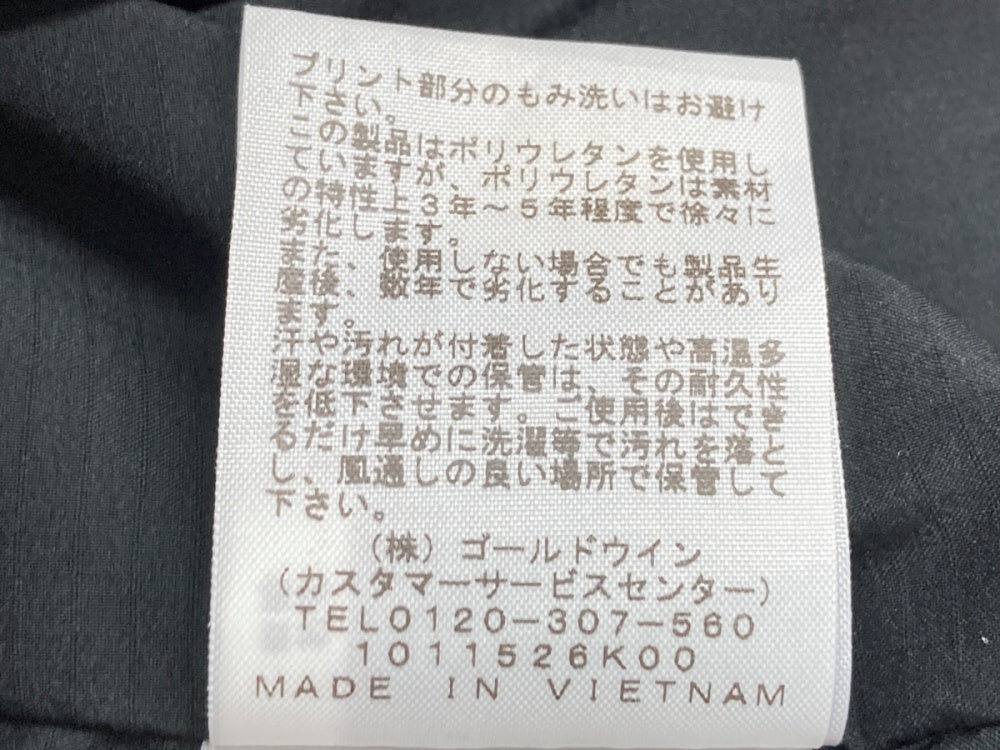 プリント部分のもみ洗いはお避け
下さい。
この製品はポリウレタンを使用し
ていますが、ポリウレタンは素材
の特性上3年～5年程度で徐々に
劣化します。
また、使用しない場合でも製品生
産後、数年で劣化することがあり
ます。
汗や汚れが付着した状態や高温多
湿な環境での保管は、その耐久性
を低下させます。ご使用後はでき
るだけ早めに洗濯等で汚れを落と
し、風通しの良い場所で保管して
下さい。
（株）ゴールドウイン
（カスタマーサービスセンター）
TEL0120-307-560
1011526K00
MADE IN VIETNAM